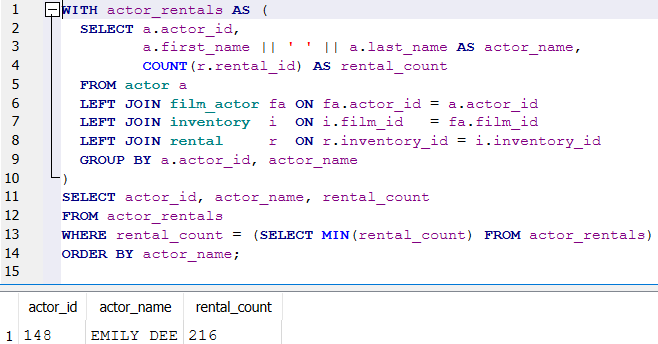 1 WITH actor_rentals AS (
2 SELECT a.actor_id,
3 a.first_name || ' ' || a.last_name AS actor_name,
4 COUNT(r.rental_id) AS rental_count
5 FROM actor a
6 LEFT JOIN film_actor fa ON fa.actor_id = a.actor_id
7 LEFT JOIN inventory i ON i.film_id = fa.film_id
8 LEFT JOIN rental r ON r.inventory_id = i.inventory_id
9 GROUP BY a.actor_id, actor_name
10 )
11 SELECT actor_id, actor_name, rental_count
12 FROM actor_rentals
13 WHERE rental_count = (SELECT MIN(rental_count) FROM actor_rentals)
14 ORDER BY actor_name;
15
actor_id actor_name rental_count
1 148 EMILY DEE 216